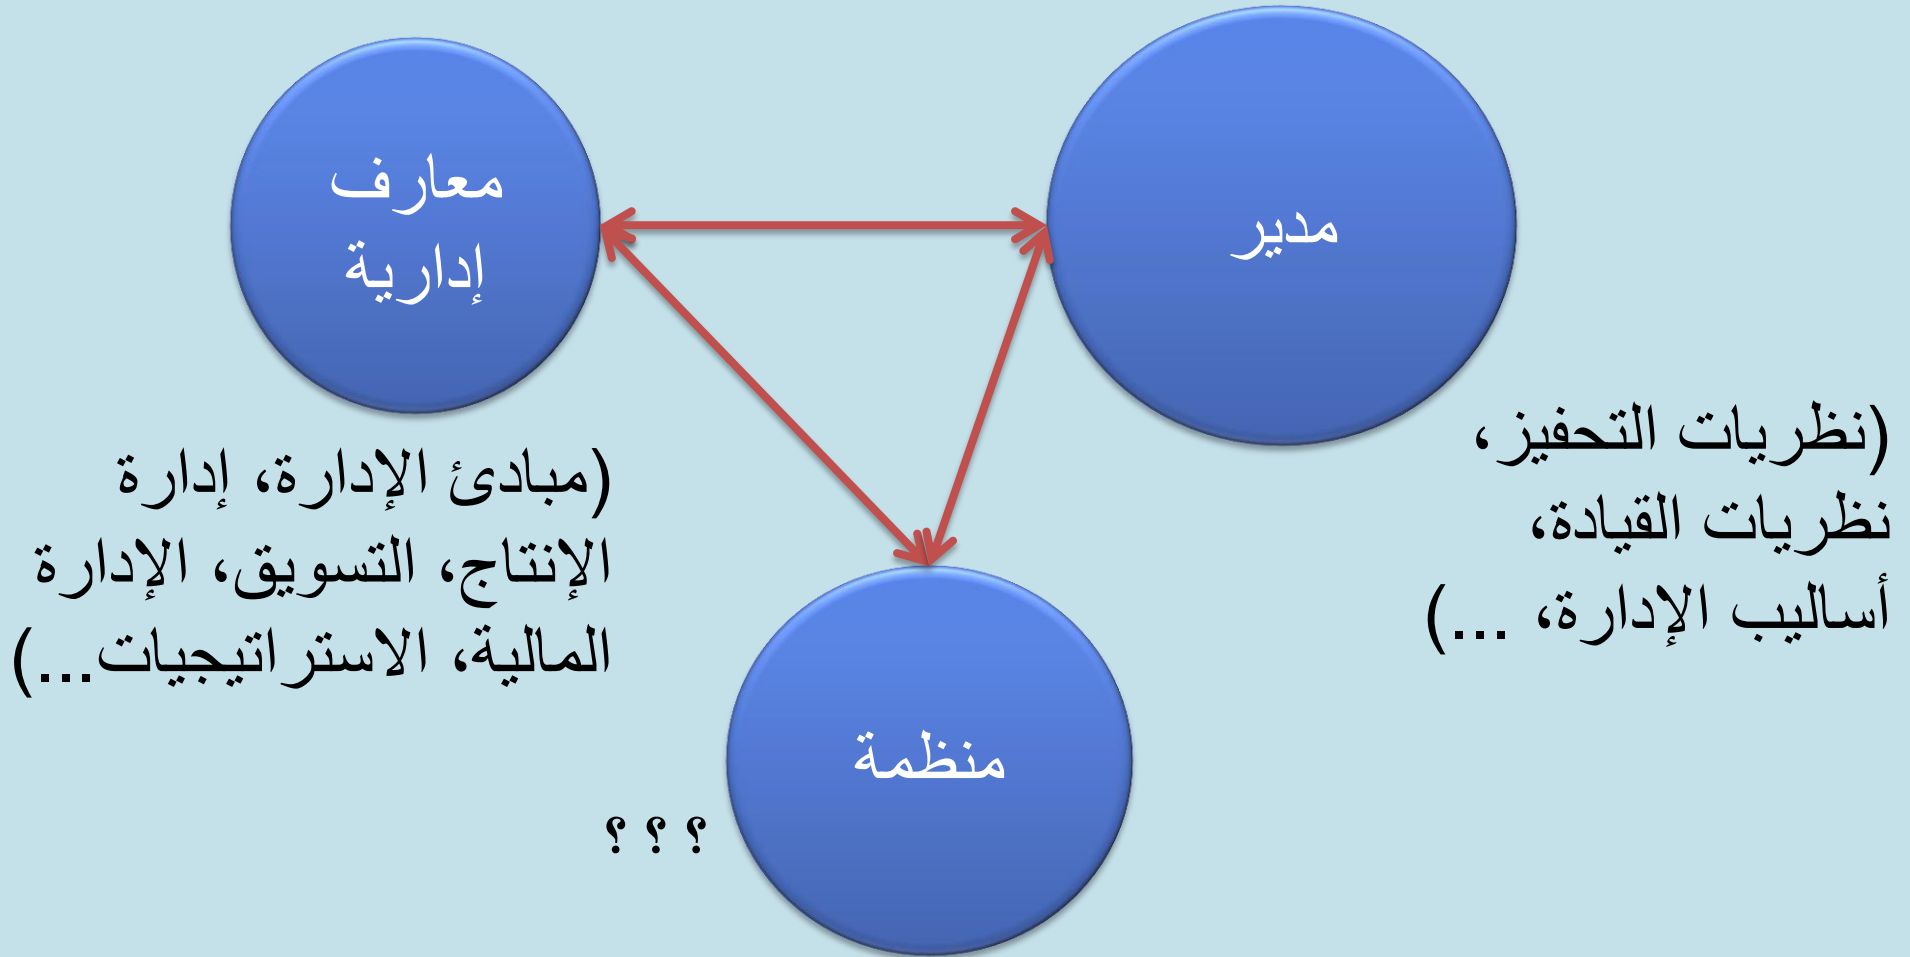 مدير
معارف
إدارية
(نظريات التحفيز،
نظريات القيادة،
أساليب الإدارة، ...)
(مبادئ الإدارة، إدارة
الإنتاج، التسويق، الإدارة
المالية، الاستراتيجيات...)
منظمة
؟ ؟ ؟